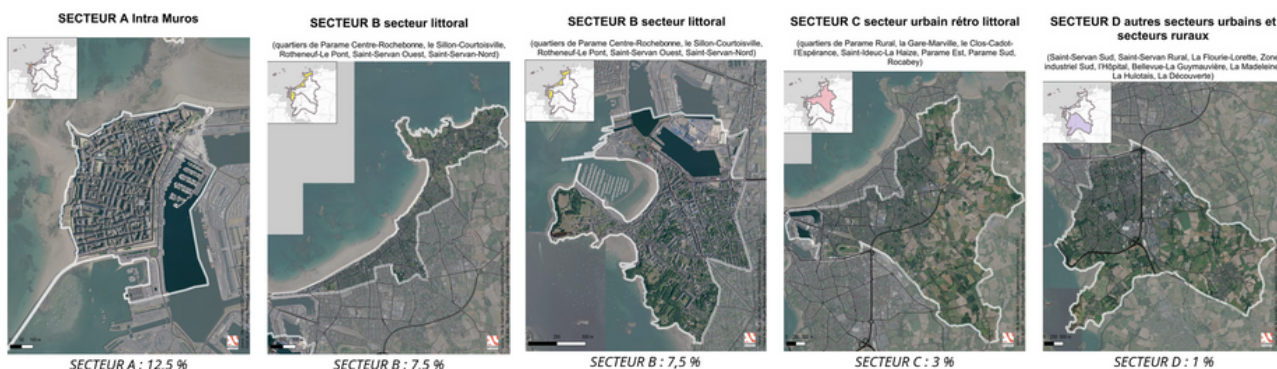 SECTEUR A Intra Muros
SECTEUR A : 12.5 %
SECTEUR B secteur littoral
(quartiers de Parame Centre-Rochebonne, le Sillon-Courtoisville,
Rotheneuf-Le Pont, Saint-Servan Ouest, Saint-Servan-Nord)
SECTEUR B : 7.5 %
SECTEUR B secteur littoral
(quartiers de Parame Centre-Rochebonne, le Sillon-Courtoisville,
Rotheneuf-Le Pont, Saint-Servan Ouest, Saint-Servan-Nord)
SECTEUR B : 7,5 %
SECTEUR C secteur urbain rétro littoral
(quartiers de Parame Rural, la Gare-Marville, le Clos-Cadot-
l'Espérance, Saint-Ideuc-La Haize, Parame Est, Parame Sud,
Rocabey)
SECTEUR C : 3 %
SECTEUR D autres secteurs urbains et
secteurs ruraux
(Saint-Servan Sud, Saint-Servan Rural, La Flourie-Lorette, Zone
industriel Sud, l'Hôpital, Bellevue-La Guymauvière, La Madeleine
La Hulotais, La Découverte)
SECTEUR D : 1 %